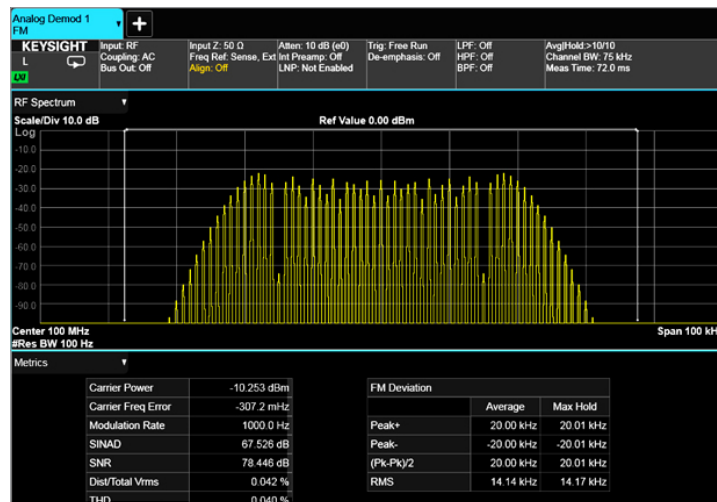 Analog Demod 1
FM
KEYSIGHT
L
LXI
Input: RF
Coupling: AC
Bus Out: Off
Input Z: 50 Ω
Freq Ref: Sense, Ext
Align: Off
Atten: 10 dB (e0)
Int Preamp: Off
LNP: Not Enabled
Trig: Free Run
De-emphasis: Off
LPF: Off
HPF: Off
BPF: Off
Avg|Hold:>10/10
Channel BW: 75 kHz
Meas Time: 72.0 ms
RF Spectrum
Scale/Div 10.0 dB
Ref Value 0.00 dBm
Log
-10.0
-20.0
-30.0
-40.0
-50.0
-60.0
-70.0
-80.0
-90.0
Center 100 MHz
Span 100 kH
#Res BW 100 Hz
Metrics
Carrier Power -10.253 dBm
Carrier Freq Error -307.2 mHz
Modulation Rate 1000.0 Hz
SINAD 67.526 dB
SNR 78.446 dB
Dist/Total Vrms 0.042 %
THD 0.040 %
FM Deviation
Average Max Hold
Peak+ 20.00 kHz 20.01 kHz
Peak- -20.00 kHz -20.01 kHz
(Pk-Pk)/2 20.00 kHz 20.01 kHz
RMS 14.14 kHz 14.17 kHz